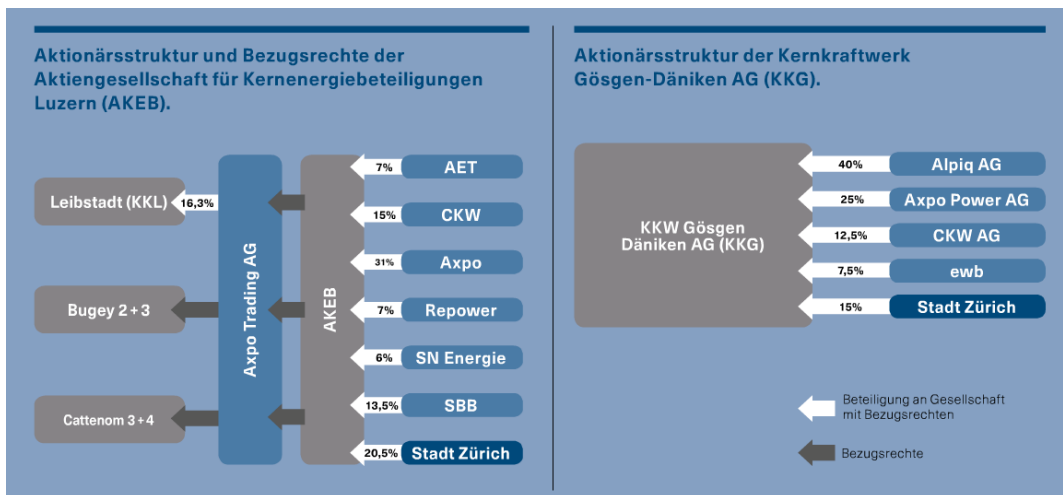 Aktionärsstruktur und Bezugsrechte der
Aktiengesellschaft für Kernenergiebeteiligungen
Luzern (AKEB).
Leibstadt (KKL)
16,3%
Bugey 2 + 3
Cattenom 3 + 4
Axpo Trading AG
AKEB
7%
AET
15%
CKW
31%
Axpo
7%
Repower
6%
SN Energie
13,5%
SBB
20,5%
Stadt Zürich
Aktionärsstruktur der Kernkraftwerk
Gösgen-Däniken AG (KKG).
KKW Gösgen
Däniken AG (KKG)
40%
Alpiq AG
25%
Axpo Power AG
12,5%
CKW AG
7,5%
ewb
15%
Stadt Zürich
Beteiligung an Gesellschaft
mit Bezugsrechten
Bezugsrechte